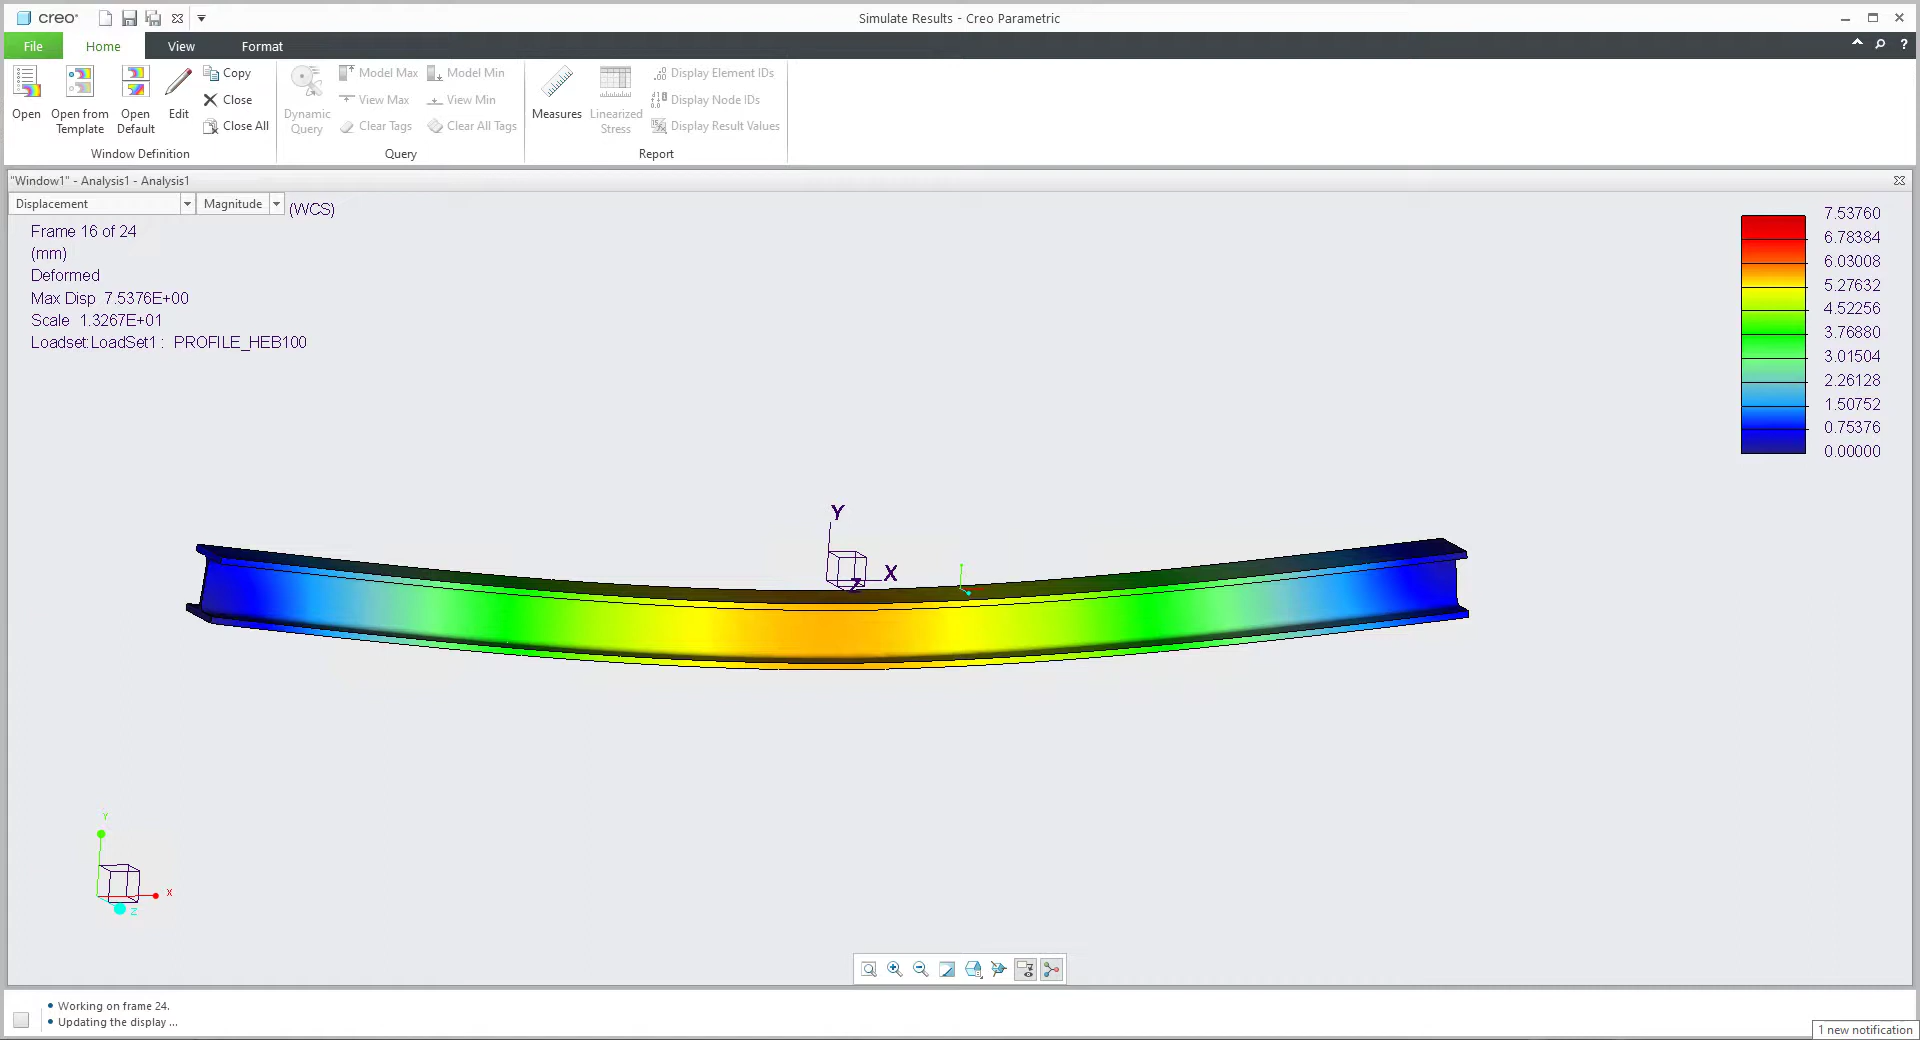 creo
Simulate Results - Creo Parametric
File Home View Format
?
Open
Open from Template
Open Default
Edit
Copy
Close
Close All
Window Definition
Dynamic Query
Model Max
View Max
Clear Tags
Model Min
View Min
Clear All Tags
Query
Measures
Linearized Stress
Display Element IDs
Display Node IDs
Display Result Values
Report
"Window1" - Analysis1 - Analysis1
Displacement Magnitude (WCS)
Frame 16 of 24
(mm)
Deformed
Max Disp 7.5376E+00
Scale 1.3267E+01
Loadset:LoadSet1 : PROFILE_HEB100
7.53760
6.78384
6.03008
5.27632
4.52256
3.76880
3.01504
2.26128
1.50752
0.75376
0.00000
Y
X
Z
Y
X
Z
Working on frame 24.
Updating the display ...
1 new notification